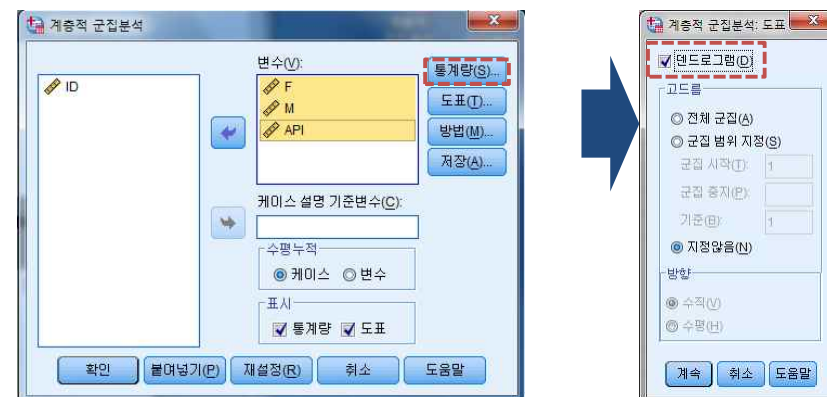 계층적 군집분석
ID
변수(V):
F
M
API
통계량(S)...
도표(T)...
방법(M)...
저장(A)...
케이스 설명 기준변수(C):
수평누적
케이스 변수
표시
통계량 도표
확인 붙여넣기(P) 재설정(R) 취소 도움말
계층적 군집분석: 도표
덴드로그램(D)
고드름
전체 군집(A)
군집 범위 지정(S)
군집 시작(T): 1
군집 중지(P):
기준(B): 1
지정않음(N)
방향
수직(V)
수평(H)
계속 취소 도움말